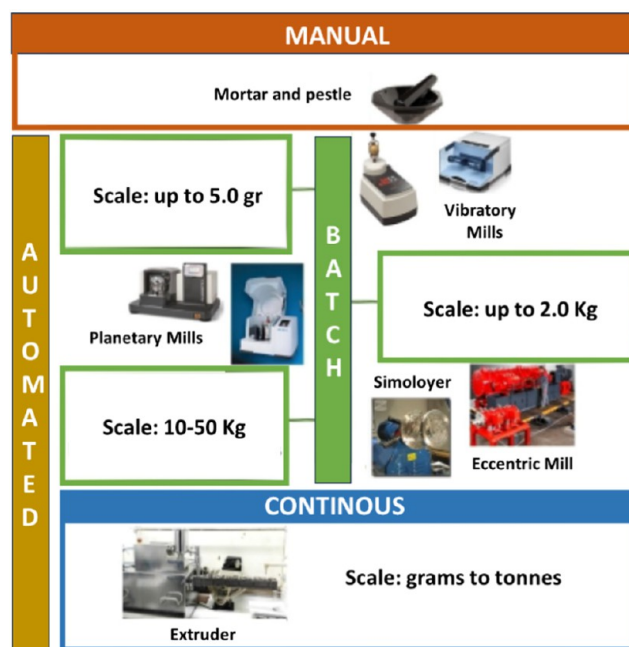 MANUAL
Mortar and pestle
AUTOMATED
BATCH
Scale: up to 5.0 gr
Vibratory
Mills
Planetary Mills
Scale: up to 2.0 Kg
Scale: 10-50 Kg
Simoloyer
Eccentric Mill
CONTINOUS
Scale: grams to tonnes
Extruder